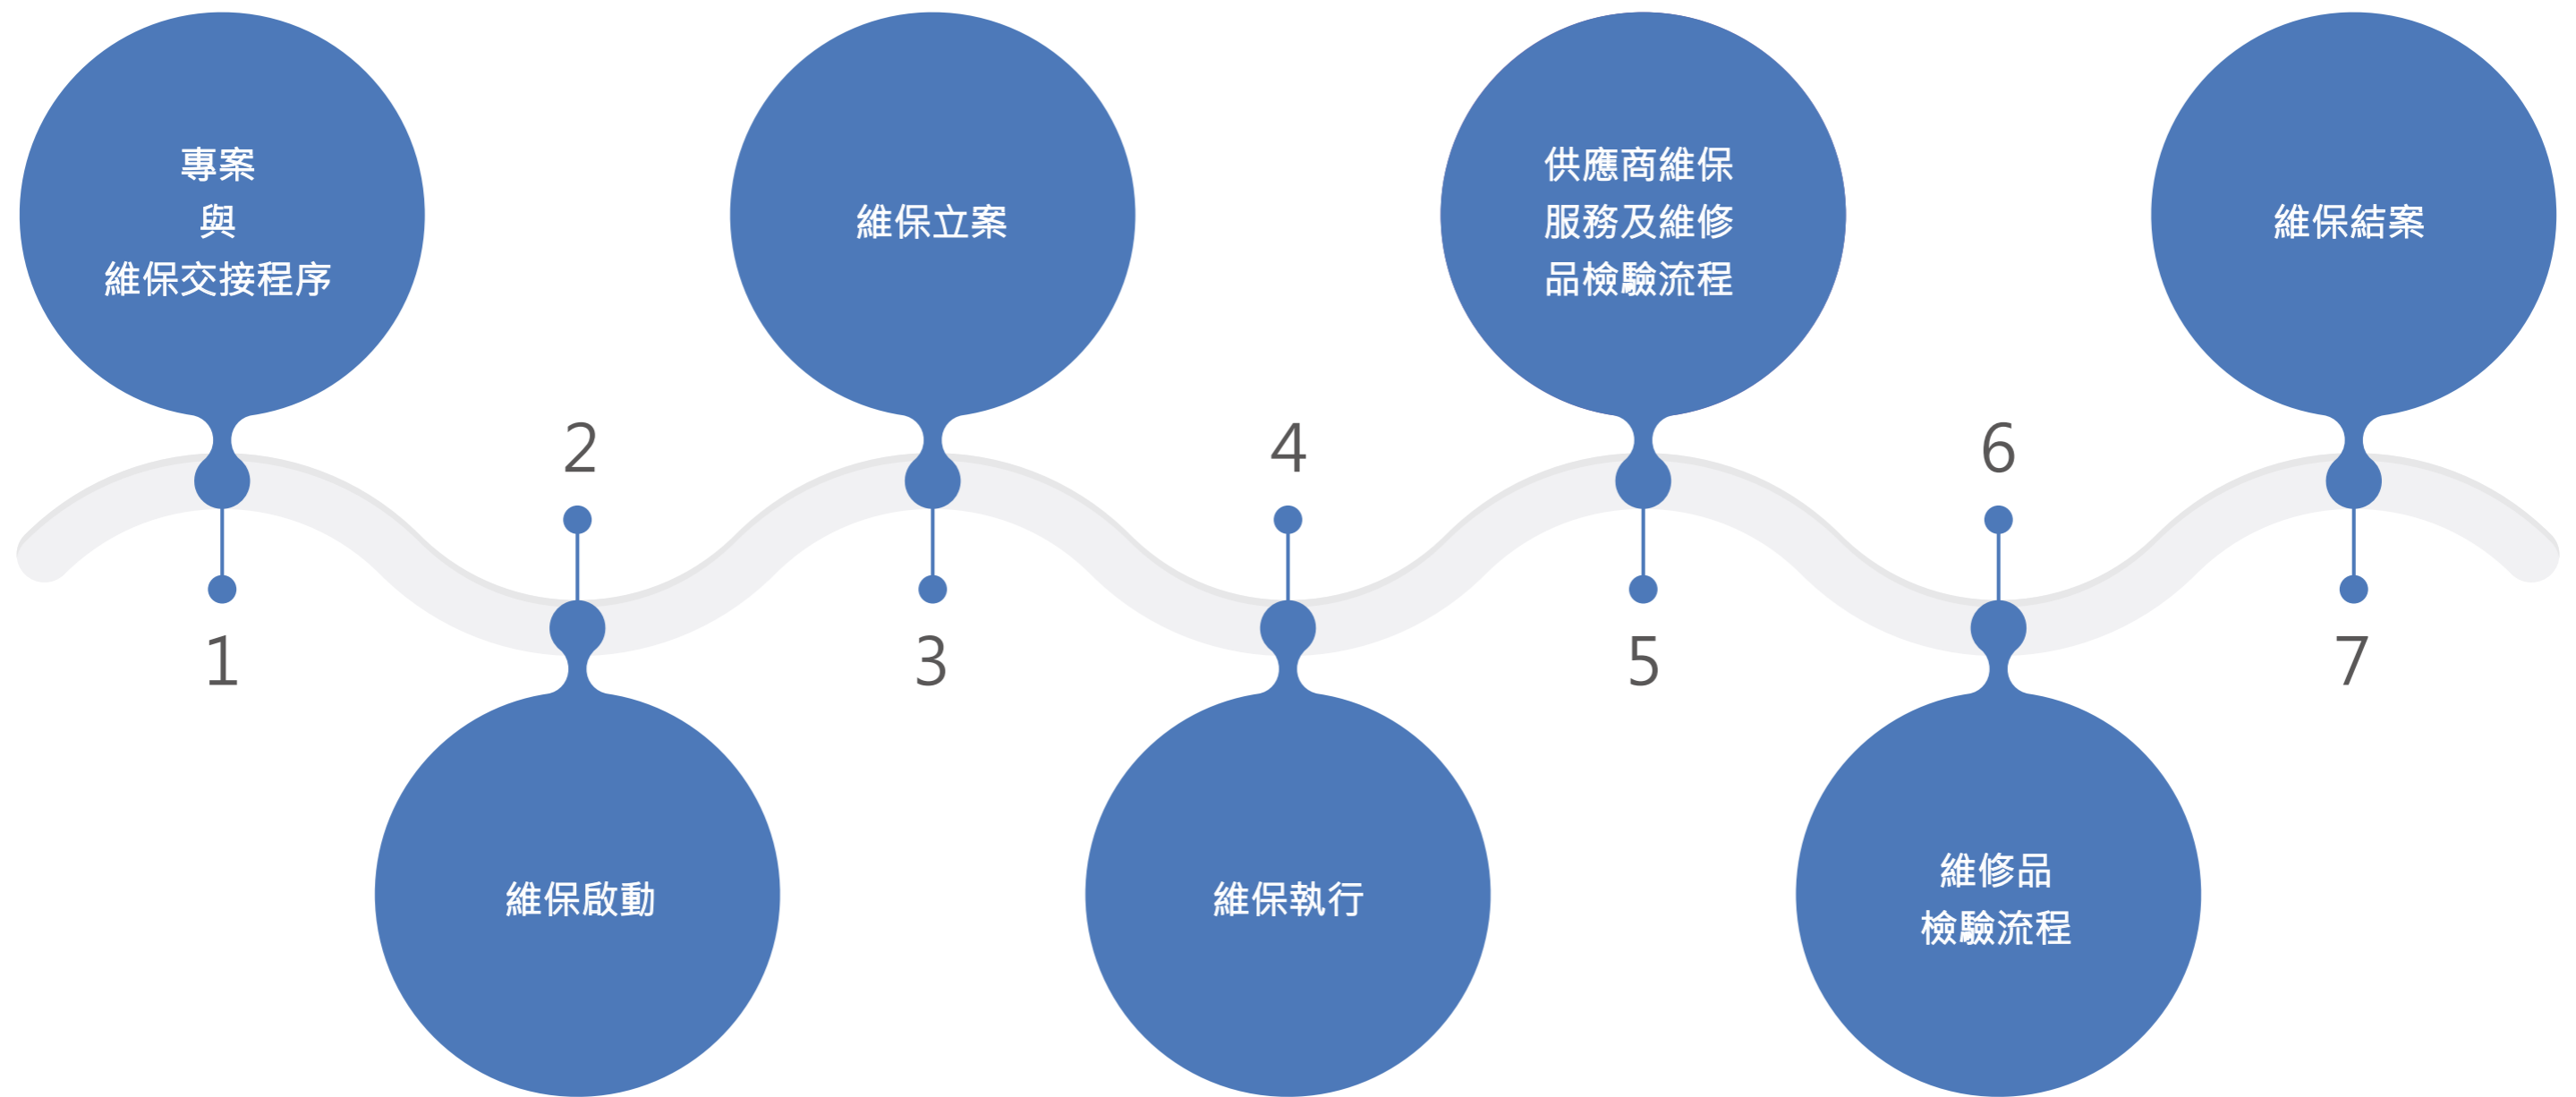 專案
與
維保交接程序
1
2
維保啟動
維保立案
3
4
維保執行
供應商維保
服務及維修
品檢驗流程
5
6
維修品
檢驗流程
維保結案
7